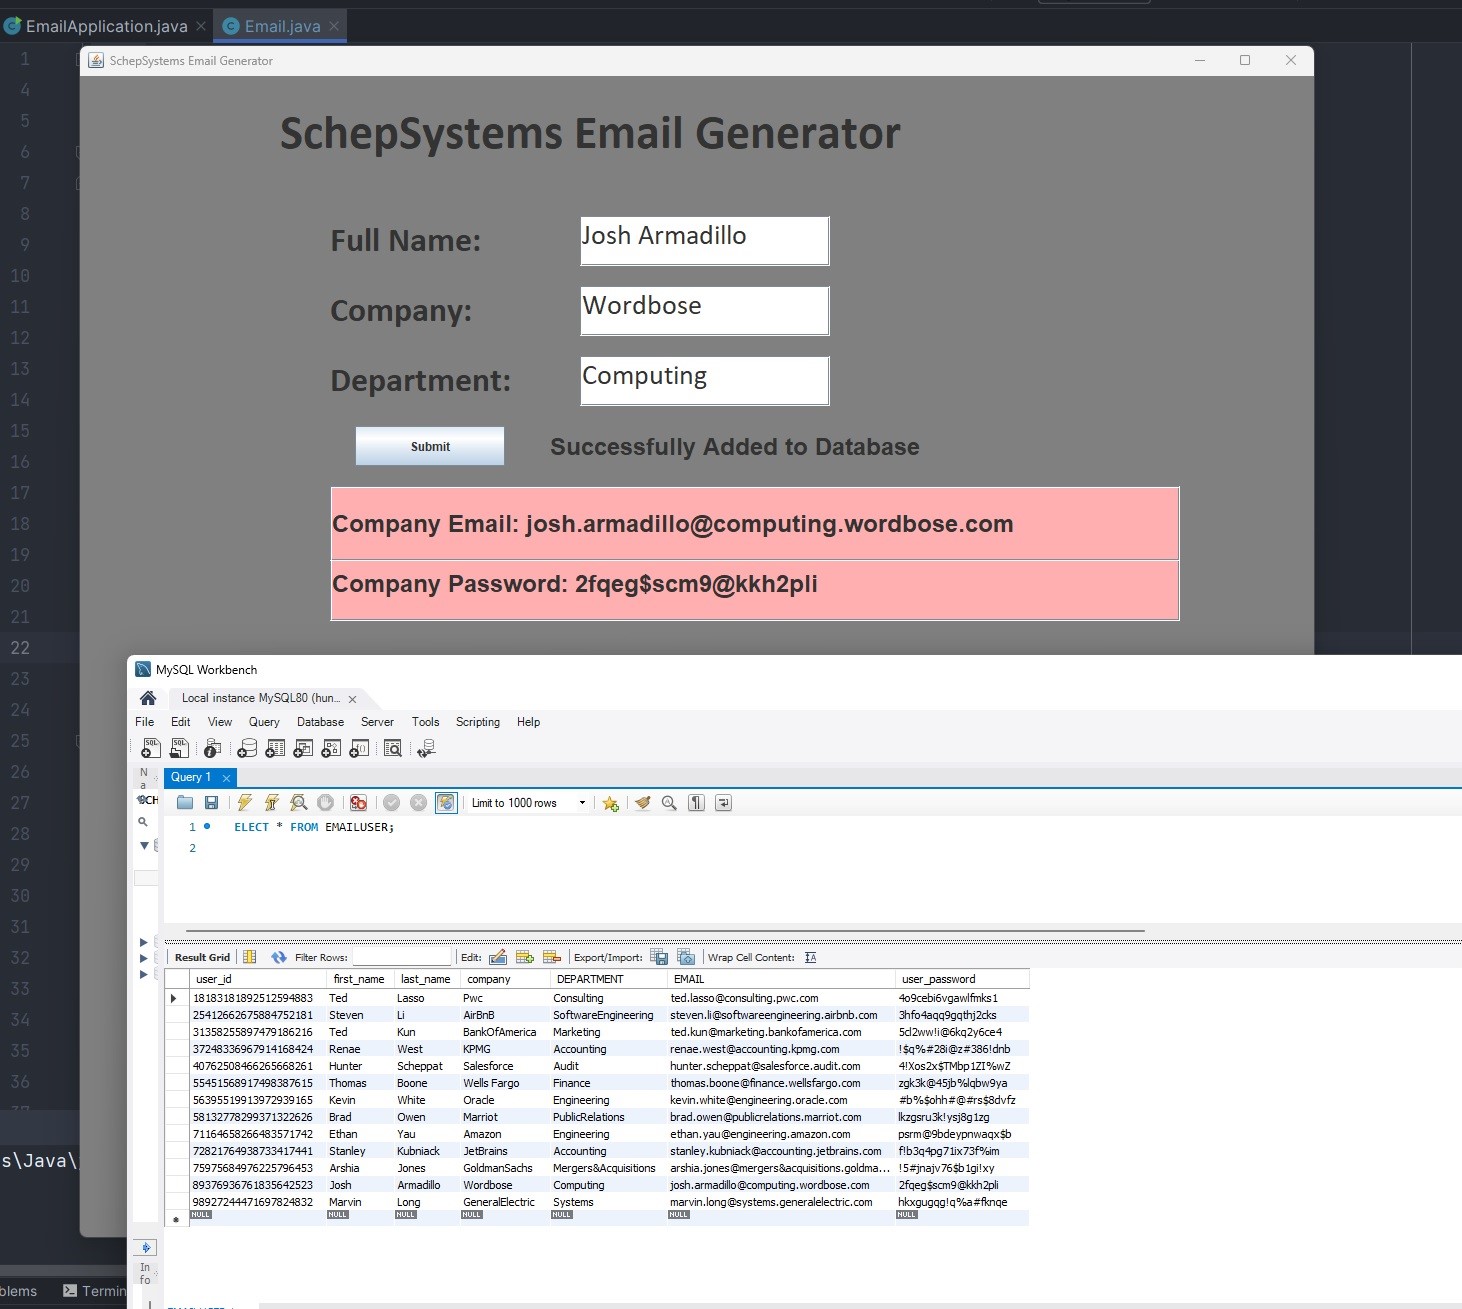 EmailApplication.java
Email.java
SchepSystems Email Generator
SchepSystems Email Generator
Full Name: Josh Armadillo
Company: Wordbose
Department: Computing
Submit Successfully Added to Database
Company Email: josh.armadillo@computing.wordbose.com
Company Password: 2fqeg$scm9@kkh2pli
1
4
5
6
7
8
9
10
11
12
13
14
15
16
17
18
19
20
21
22
23
24
25
26
27
28
29
30
31
32
33
34
35
36
37
s\Java\
blems Termin
MySQL Workbench
Local instance MySQL80 (hun...
File Edit View Query Database Server Tools Scripting Help
Na
CH
Query 1
Limit to 1000 rows
1 ELECT * FROM EMAILUSER;
2
Result Grid Filter Rows: Edit: Export/Import: Wrap Cell Content:
user_id first_name last_name company DEPARTMENT EMAIL user_password
18183181892512594883 Ted Lasso Pwc Consulting ted.lasso@consulting.pwc.com 4o9cebi6vgawlfmks1
25412662675884752181 Steven Li AirBnB SoftwareEngineering steven.li@softwareengineering.airbnb.com 3hfo4aqq9gqthj2cks
31358255897479186216 Ted Kun BankOfAmerica Marketing ted.kun@marketing.bankofamerica.com 5cl2ww!i@6kq2y6ce4
37248336967914168424 Renae West KPMG Accounting renae.west@accounting.kpmg.com !$q%#28i@z#386!dnb
40762508466265668261 Hunter Scheppat Salesforce Audit hunter.scheppat@salesforce.audit.com 4!Xos2x$TMbp1ZI%wZ
55451568917498387615 Thomas Boone Wells Fargo Finance thomas.boone@finance.wellsfargo.com zgk3k@45jb%lqbw9ya
56395519913972939165 Kevin White Oracle Engineering kevin.white@engineering.oracle.com #b%$ohh#@#rs$8dvfz
58132778299371322626 Brad Owen Marriot PublicRelations brad.owen@publicrelations.marriot.com lkzgsru3k!ysj8g1zg
71164658266483571742 Ethan Yau Amazon Engineering ethan.yau@engineering.amazon.com psrm@9bdeypnwaqx$b
72821764938733417441 Stanley Kubniack JetBrains Accounting stanley.kubniack@accounting.jetbrains.com f!b3q4pg71ix73f%im
75975684976225796453 Arshia Jones GoldmanSachs Mergers&Acquisitions arshia.jones@mergers&acquisitions.goldma... !5#jnajv76$b1gi!xy
89376936761835642523 Josh Armadillo Wordbose Computing josh.armadillo@computing.wordbose.com 2fqeg$scm9@kkh2pli
98927244471697824832 Marvin Long GeneralElectric Systems marvin.long@systems.generalelectric.com hkxgugqg!q%a#fknqe
NULL NULL NULL NULL NULL NULL NULL
Info